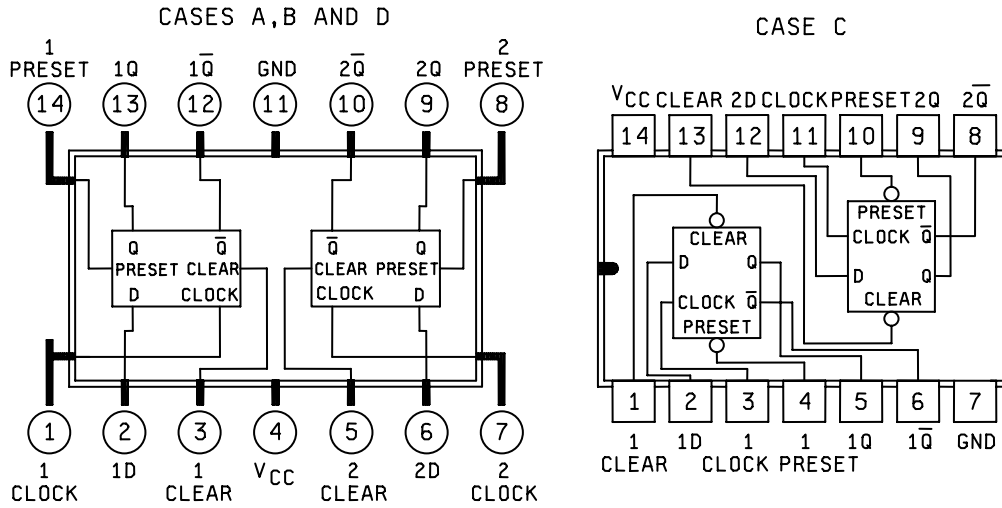 CASES A,B AND D
1 2
PRESET 1Q 1Q̅ GND 2Q̅ 2Q PRESET
14 13 12 11 10 9 8
Q Q̅ Q̅ Q
PRESET CLEAR CLEAR PRESET
D CLOCK CLOCK D
1 2 3 4 5 6 7
1 1D 1 VCC 2 2D 2
CLOCK CLEAR CLEAR CLOCK
CASE C
VCC CLEAR 2D CLOCK PRESET 2Q 2Q̅
14 13 12 11 10 9 8
PRESET
CLOCK Q̅
D Q
CLEAR
CLEAR
D Q
CLOCK Q̅
PRESET
1 2 3 4 5 6 7
1 1D 1 1 1Q 1Q̅ GND
CLEAR CLOCK PRESET